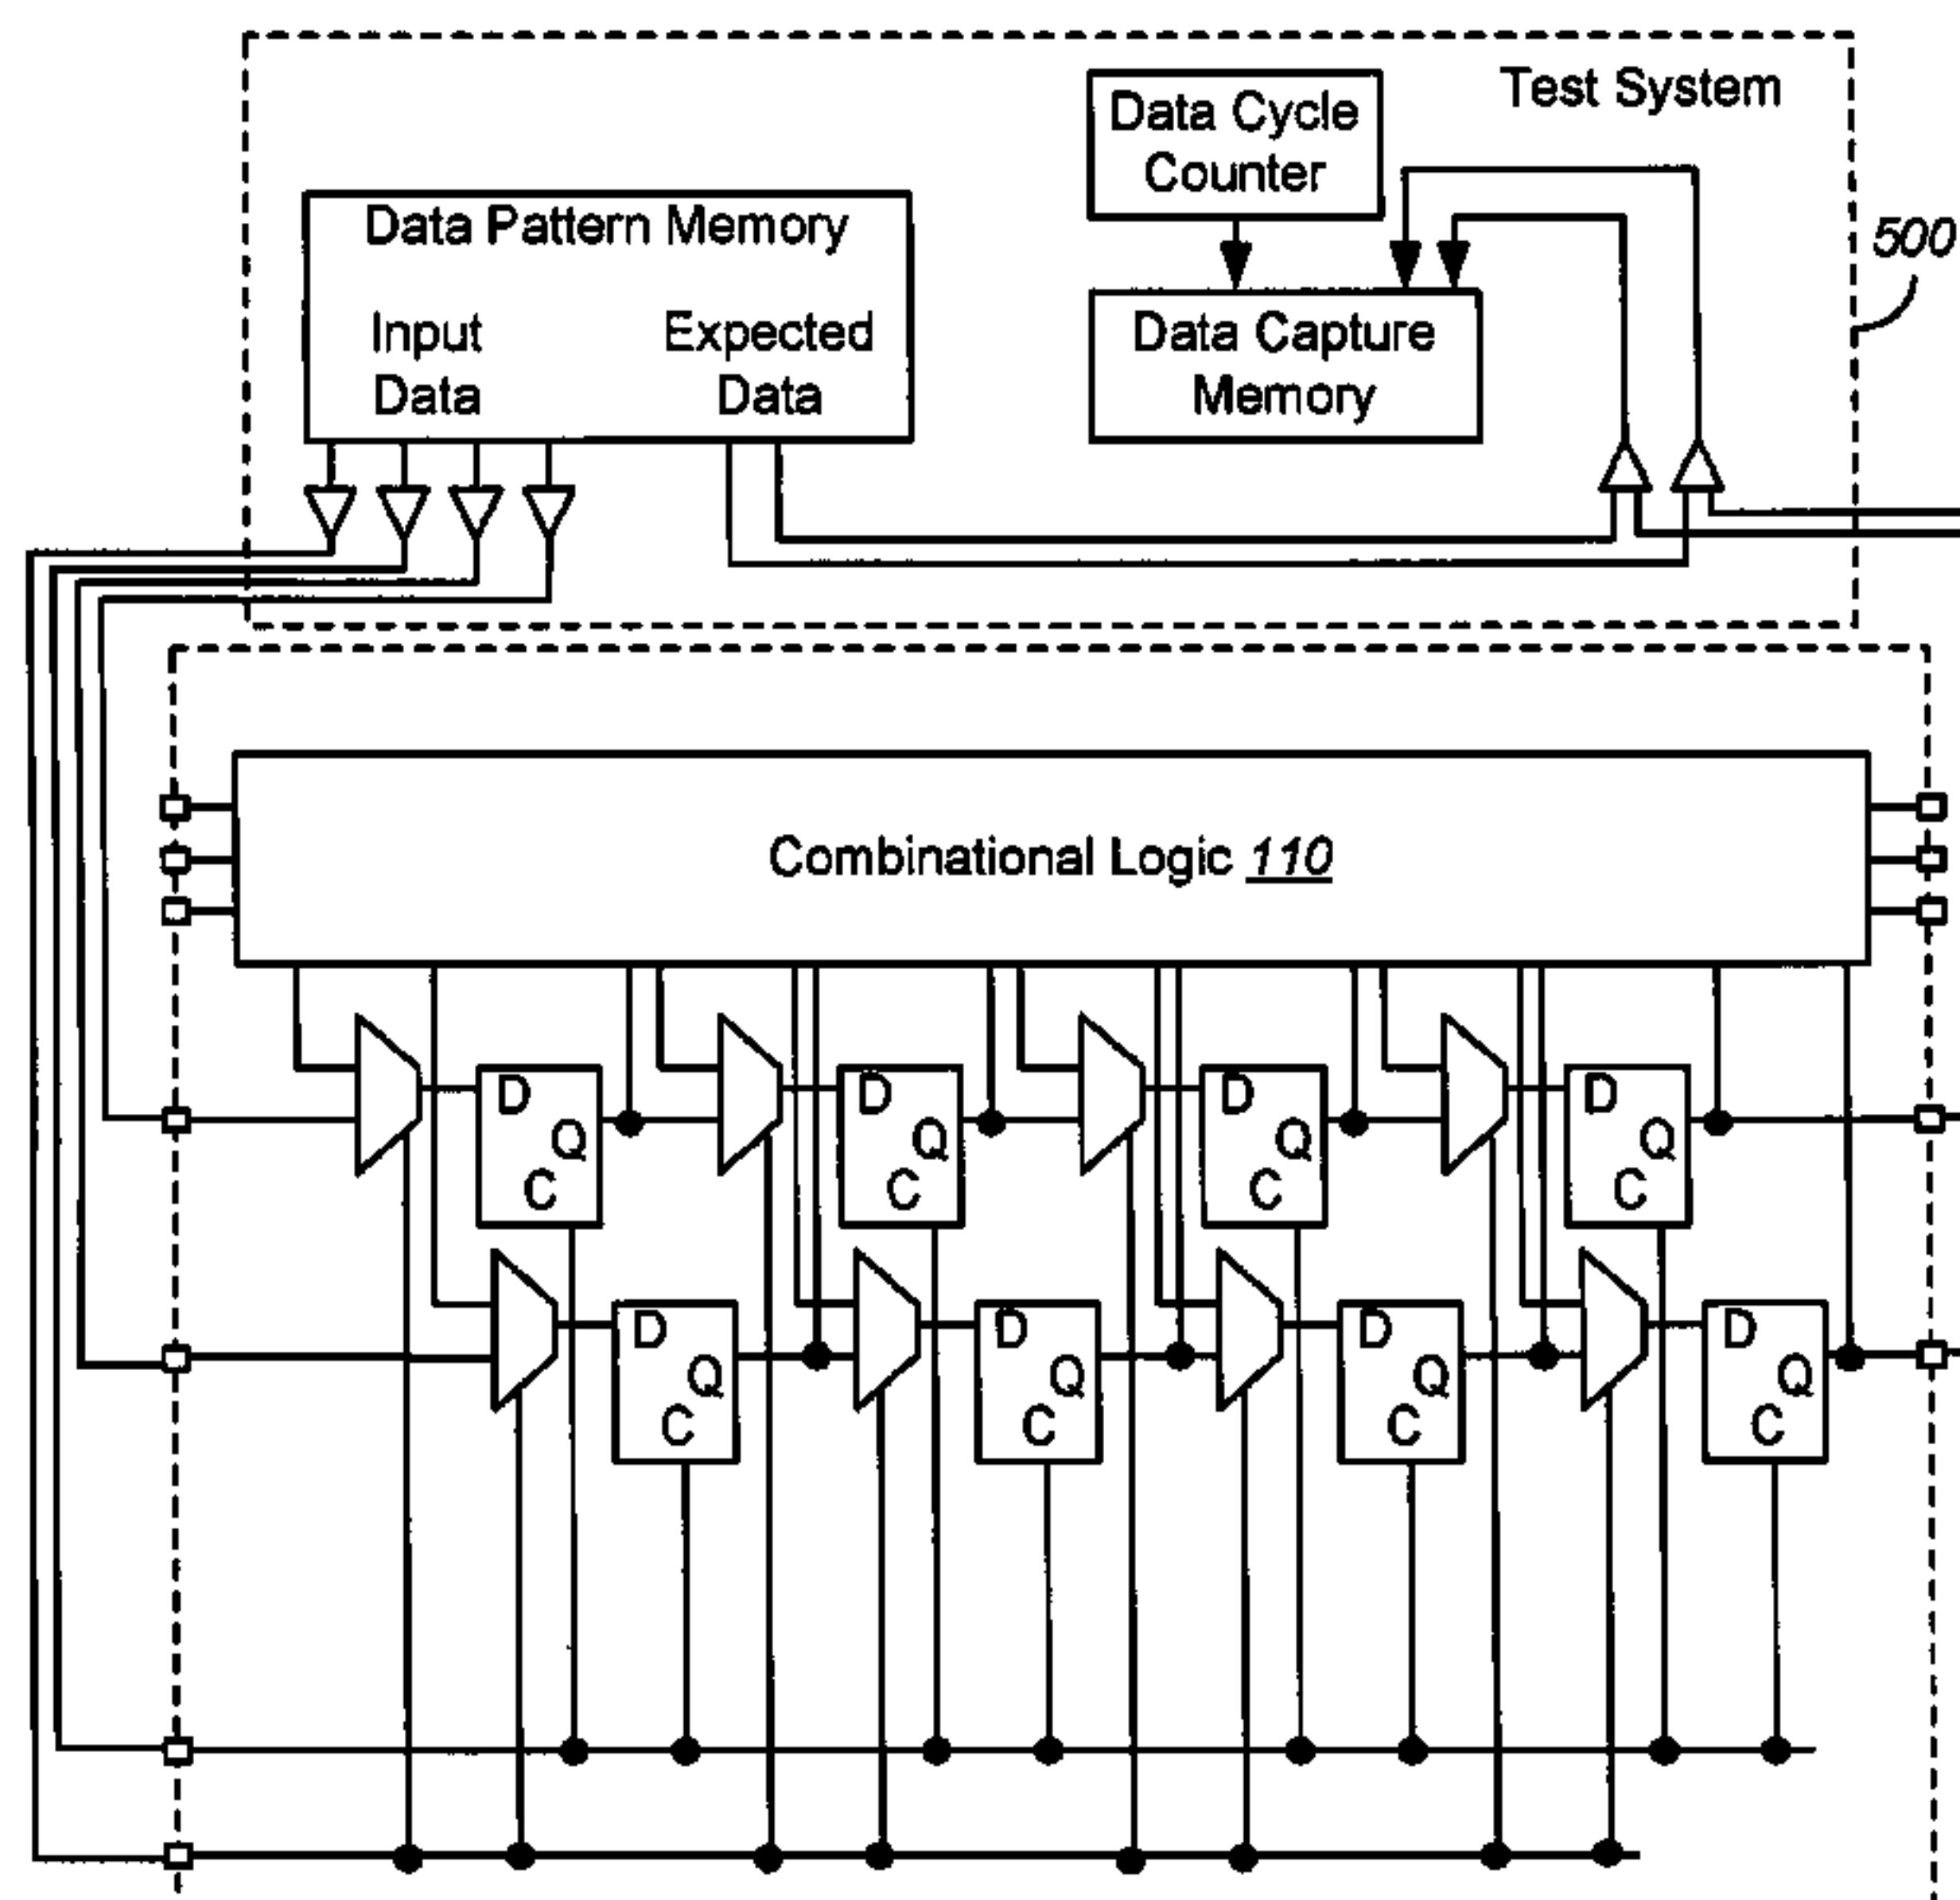 Test System
500
Data Cycle
Counter
Data Pattern Memory
Input
Data
Expected
Data
Data Capture
Memory
Combinational Logic 110
D
Q
C
D
Q
C
D
Q
C
D
Q
C
D
Q
C
D
Q
C
D
Q
C
D
Q
C